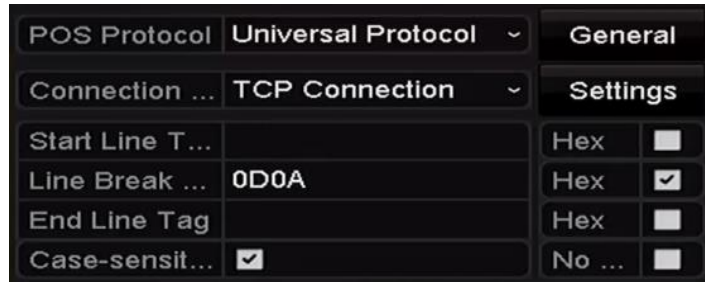 POS Protocol Universal Protocol General
Connection ... TCP Connection Settings
Start Line T... Hex
Line Break ... 0D0A Hex
End Line Tag Hex
Case-sensit... No ...